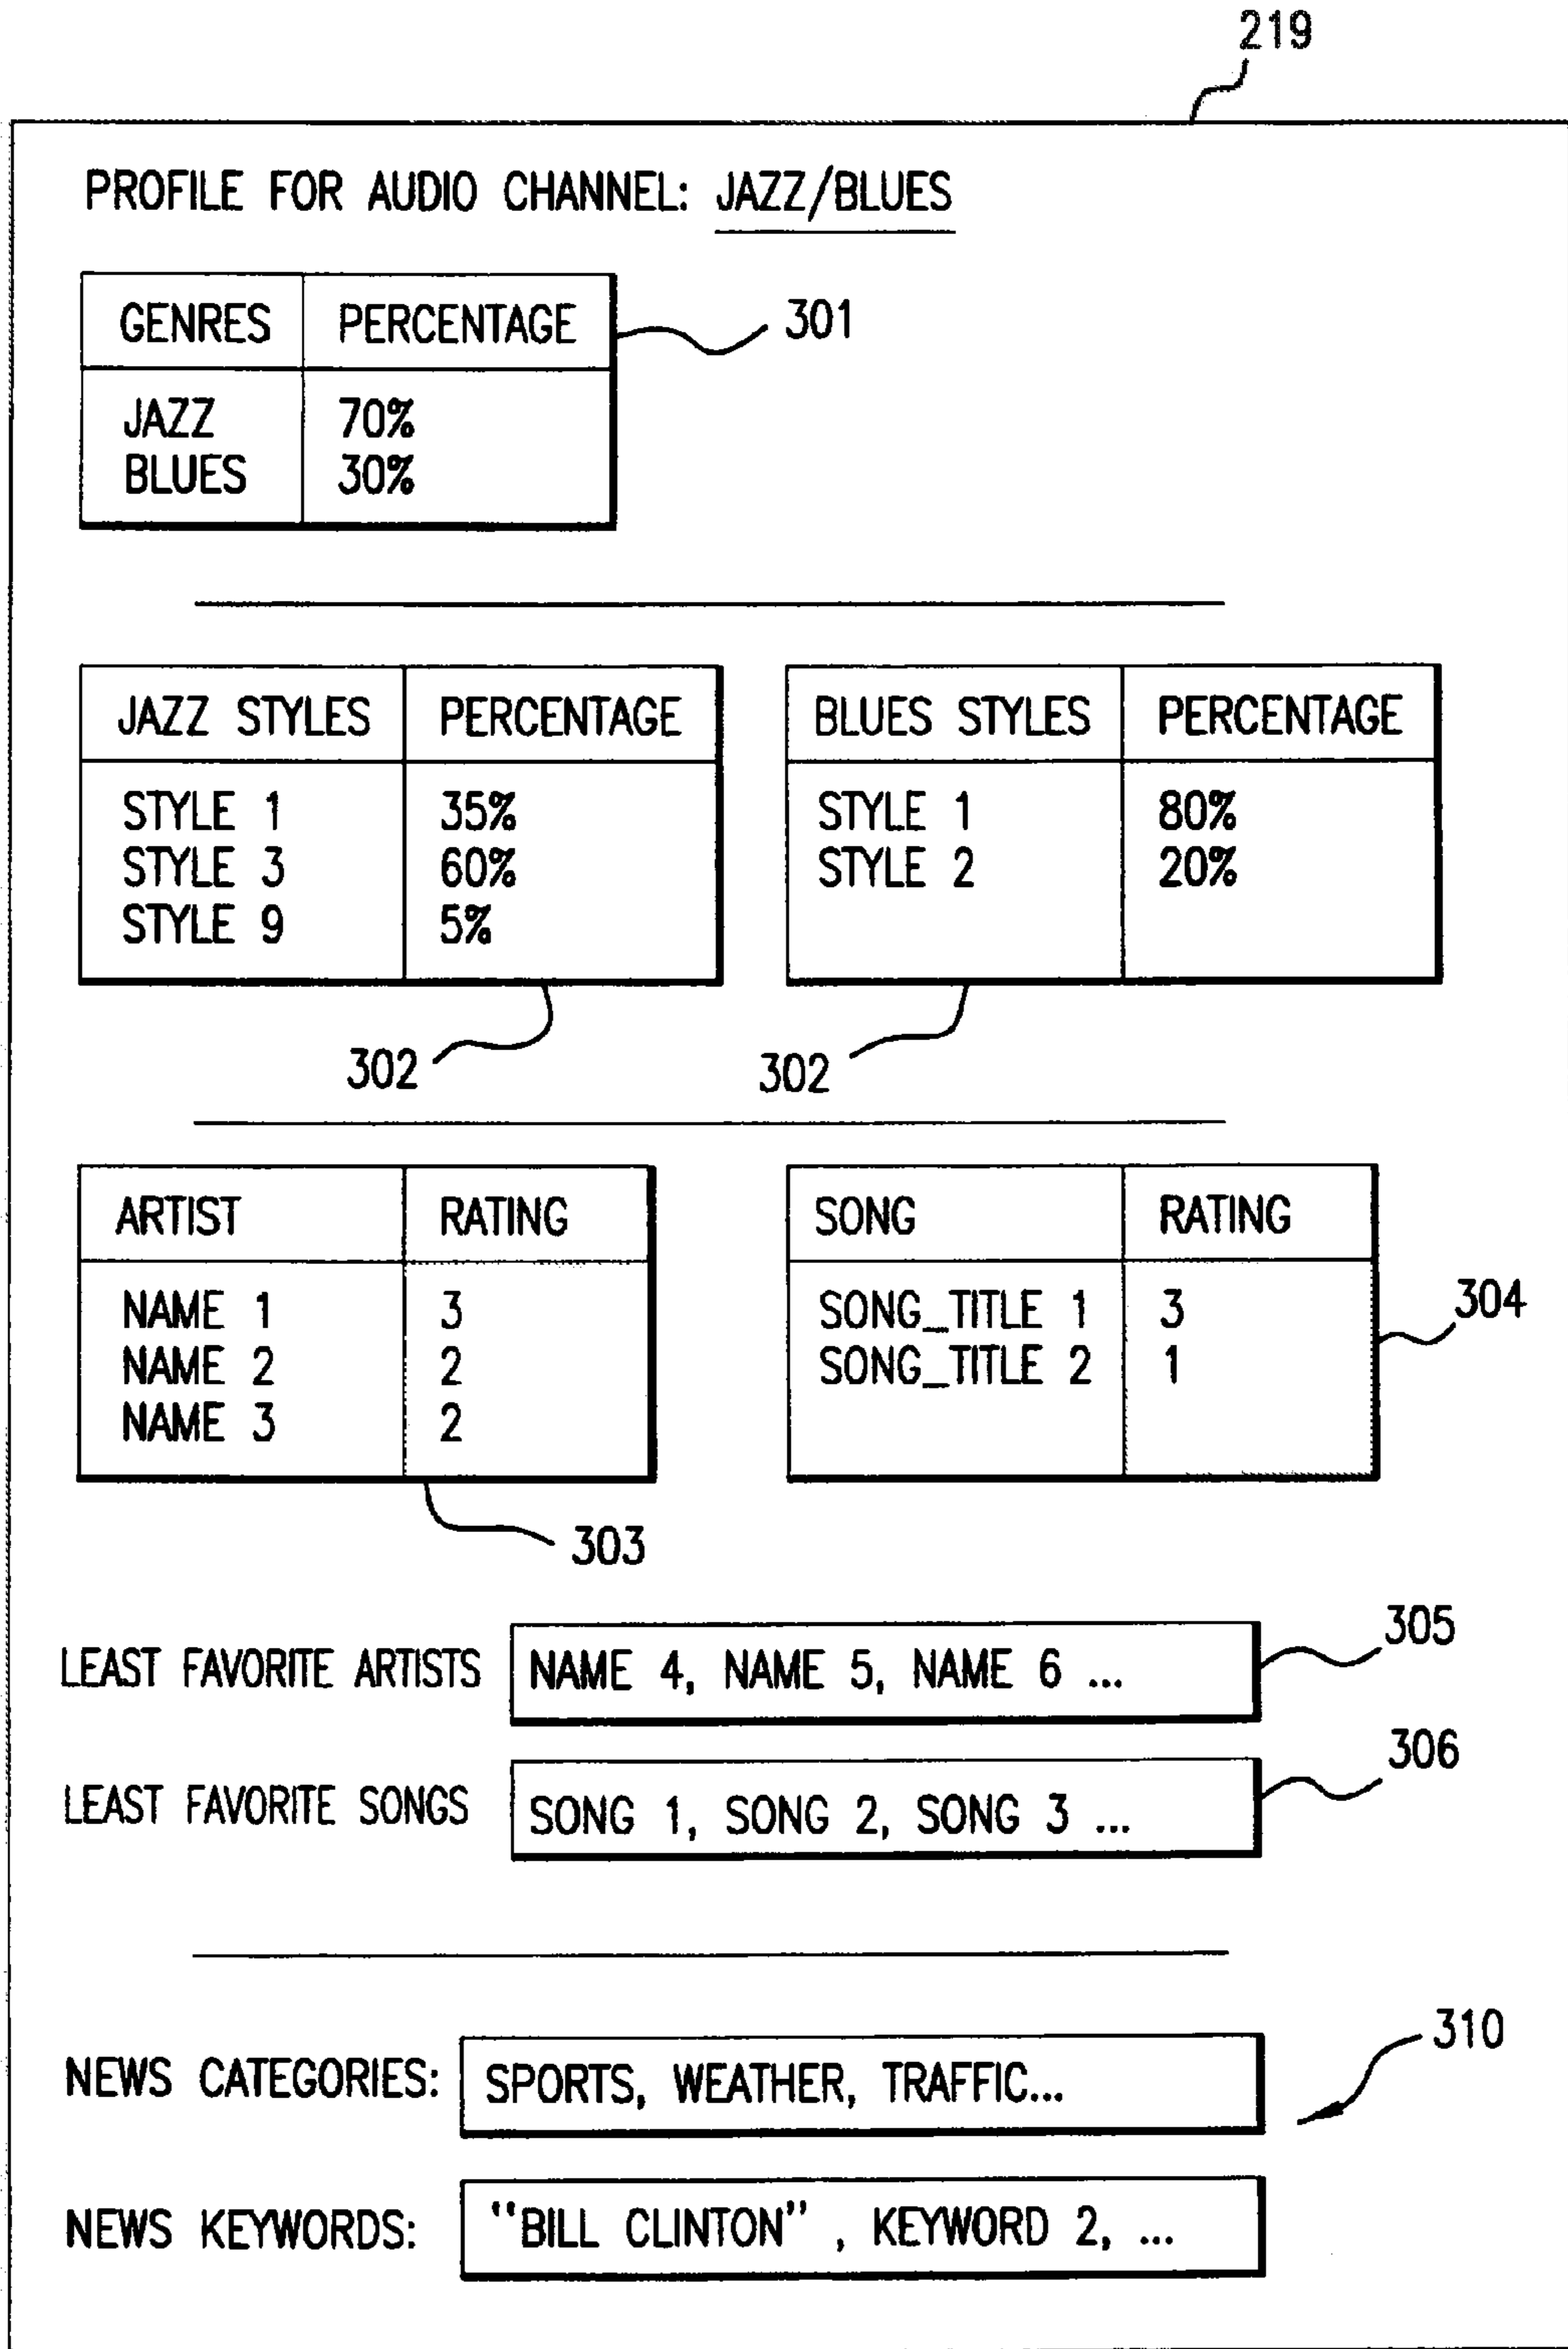 219
PROFILE FOR AUDIO CHANNEL: JAZZ/BLUES
GENRES PERCENTAGE
301
JAZZ 70%
BLUES 30%
JAZZ STYLES PERCENTAGE
STYLE 1 35%
STYLE 3 60%
STYLE 9 5%
302
BLUES STYLES PERCENTAGE
STYLE 1 80%
STYLE 2 20%
302
ARTIST RATING
NAME 1 3
NAME 2 2
NAME 3 2
303
SONG RATING
SONG_TITLE 1 3
SONG_TITLE 2 1
304
LEAST FAVORITE ARTISTS NAME 4, NAME 5, NAME 6 ...
305
LEAST FAVORITE SONGS SONG 1, SONG 2, SONG 3 ...
306
NEWS CATEGORIES: SPORTS, WEATHER, TRAFFIC...
310
NEWS KEYWORDS: "BILL CLINTON" , KEYWORD 2, ...